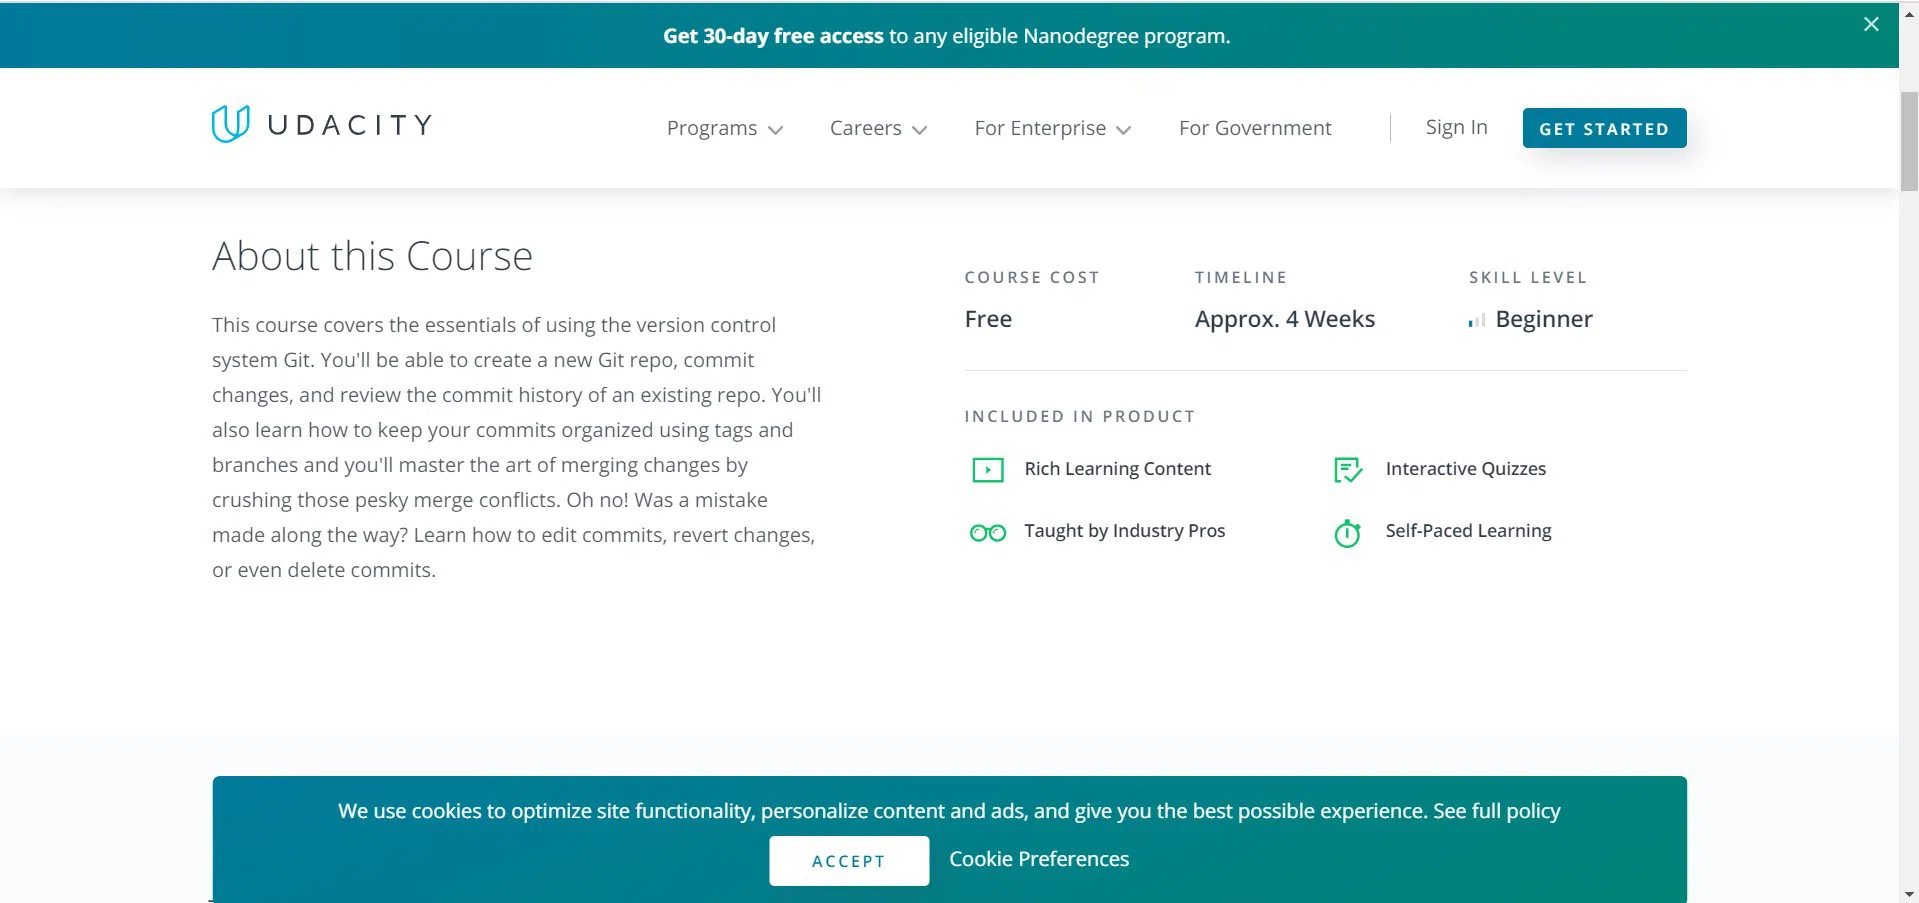 Get 30-day free access to any eligible Nanodegree program.
UDACITY
Programs
Careers
For Enterprise
For Government
Sign In
GET STARTED
About this Course
This course covers the essentials of using the version control
system Git. You'll be able to create a new Git repo, commit
changes, and review the commit history of an existing repo. You'll
also learn how to keep your commits organized using tags and
branches and you'll master the art of merging changes by
crushing those pesky merge conflicts. Oh no! Was a mistake
made along the way? Learn how to edit commits, revert changes,
or even delete commits.
COURSE COST
Free
TIMELINE
Approx. 4 Weeks
SKILL LEVEL
Beginner
INCLUDED IN PRODUCT
Rich Learning Content
Interactive Quizzes
Taught by Industry Pros
Self-Paced Learning
We use cookies to optimize site functionality, personalize content and ads, and give you the best possible experience. See full policy
ACCEPT
Cookie Preferences